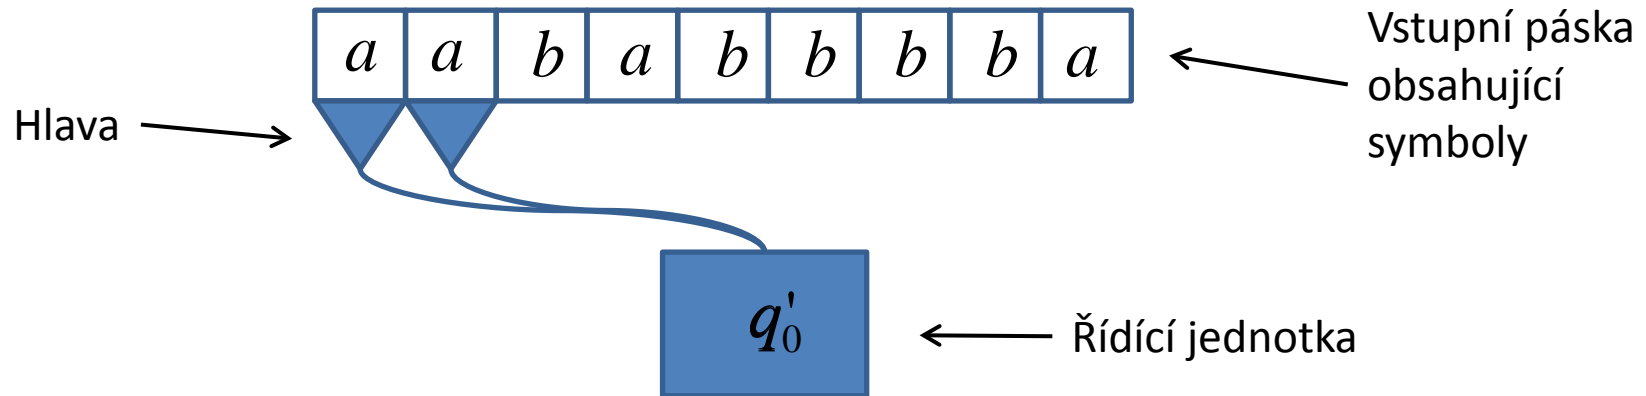 a a b a b b b b a
Vstupní páska
obsahující
symboly
Hlava
q'0
Řídící jednotka